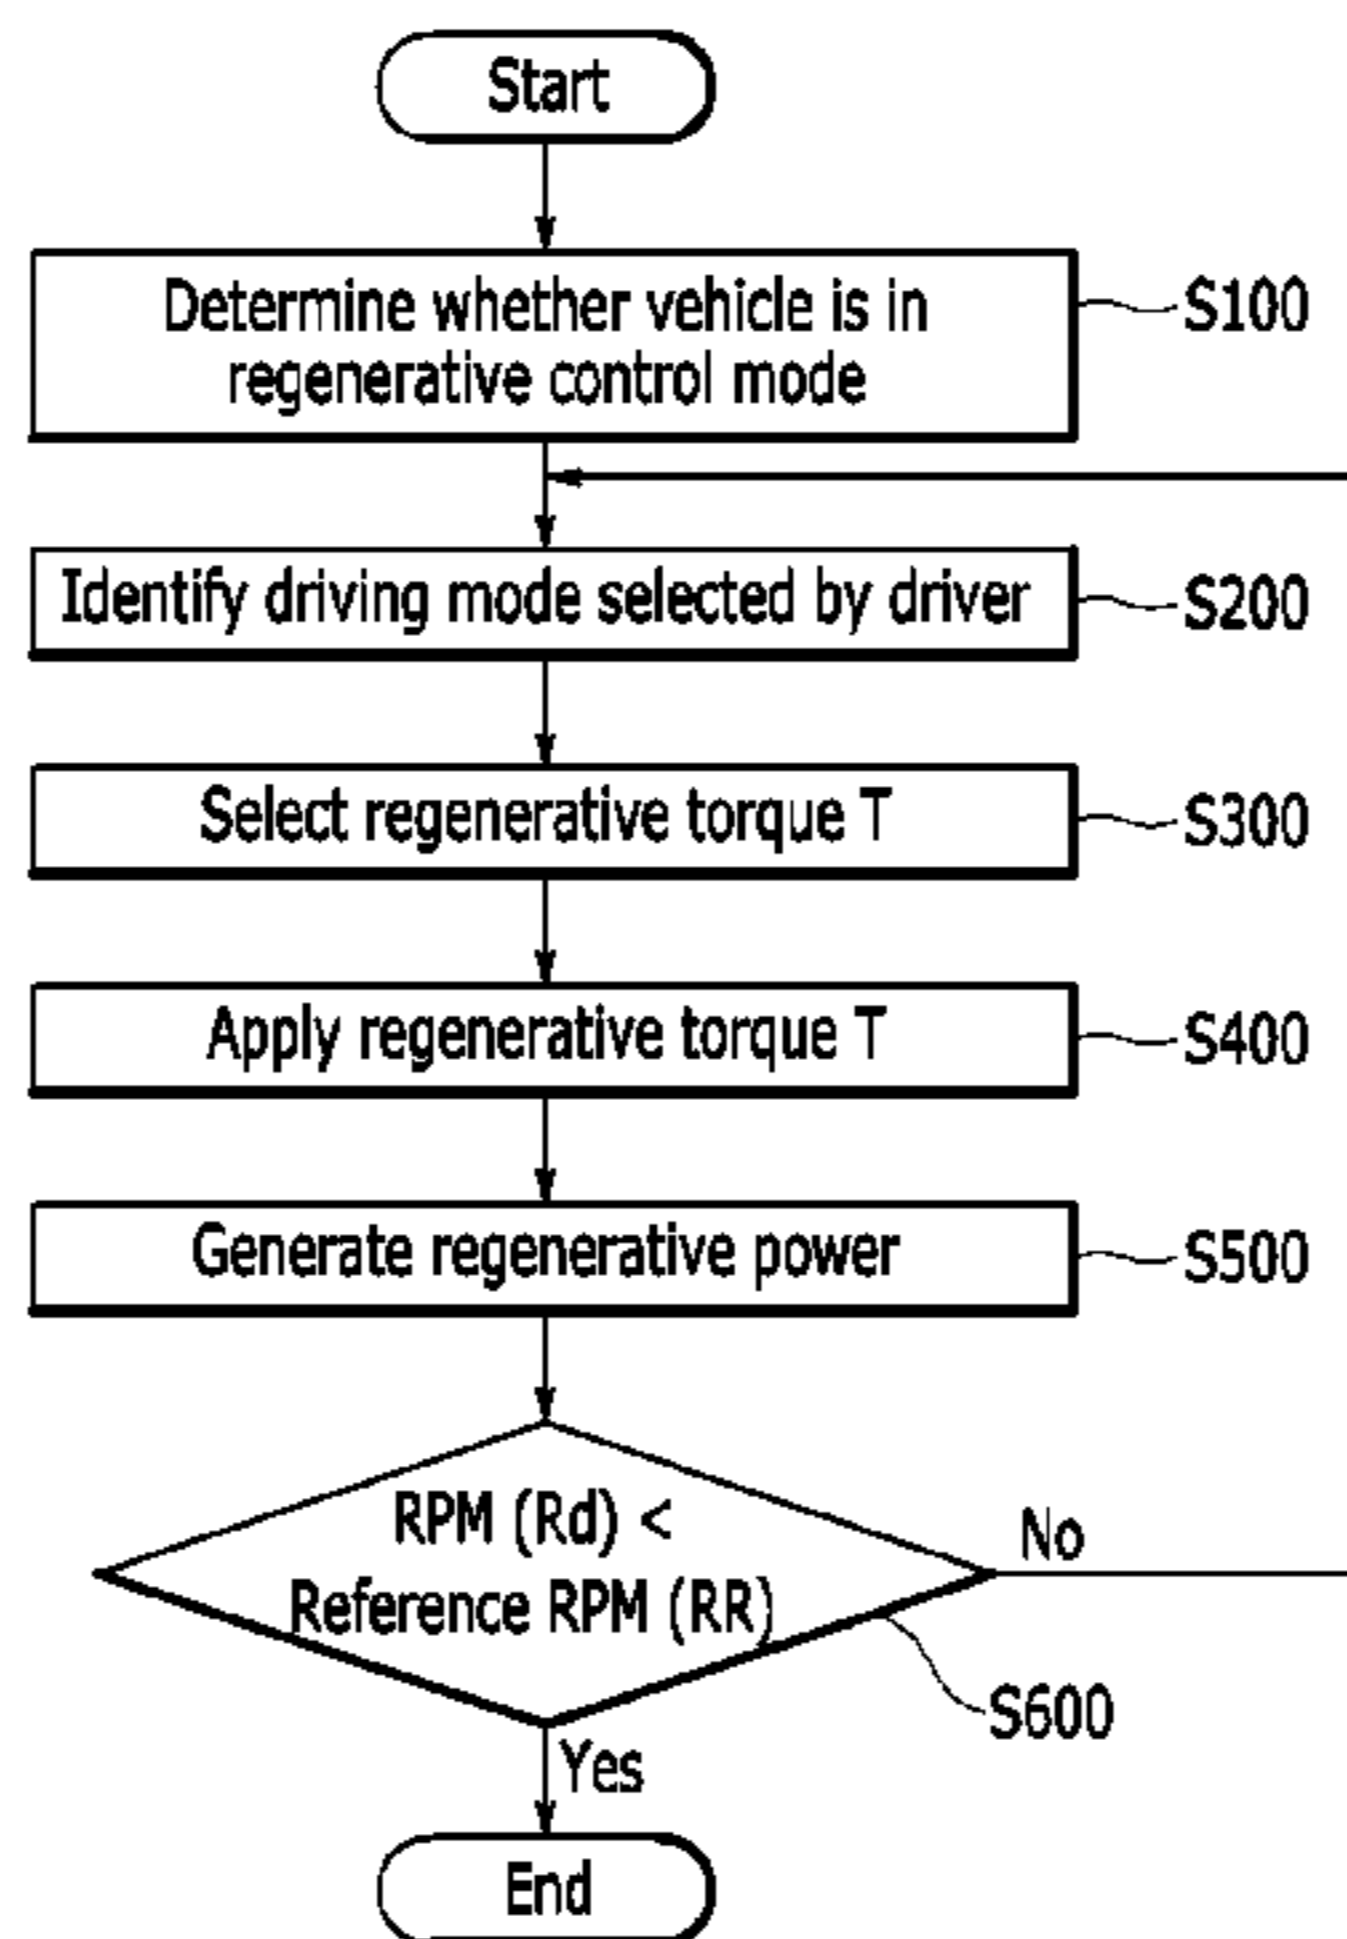 Start
Determine whether vehicle is in
regenerative control mode
S100
Identify driving mode selected by driver
S200
Select regenerative torque T
S300
Apply regenerative torque T
S400
Generate regenerative power
S500
RPM (Rd) <
Reference RPM (RR)
No
S600
Yes
End